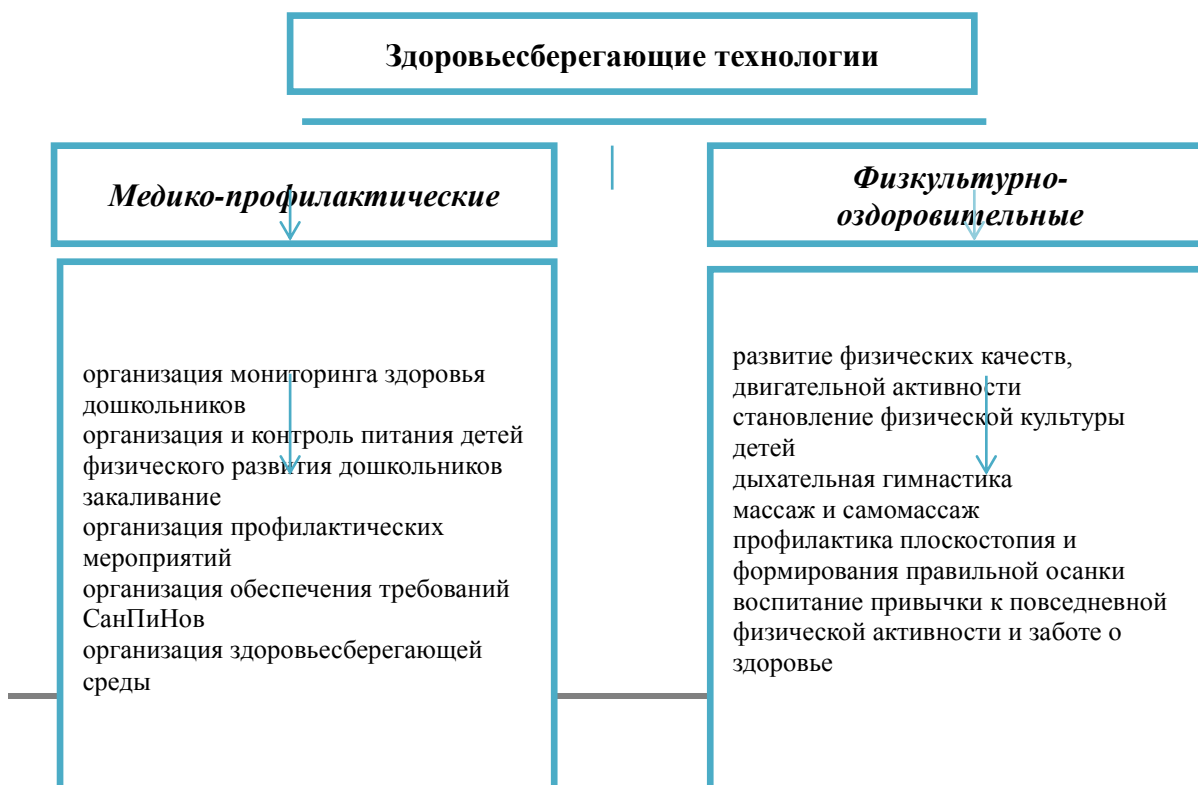 Здоровьесберегающие технологии
Медико-профилактические
Физкультурно-
оздоровительные
организация мониторинга здоровья
дошкольников
организация и контроль питания детей
физического развития дошкольников
закаливание
организация профилактических
мероприятий
организация обеспечения требований
СанПиНов
организация здоровьесберегающей
среды
развитие физических качеств,
двигательной активности
становление физической культуры
детей
дыхательная гимнастика
массаж и самомассаж
профилактика плоскостопия и
формирования правильной осанки
воспитание привычки к повседневной
физической активности и заботе о
здоровье